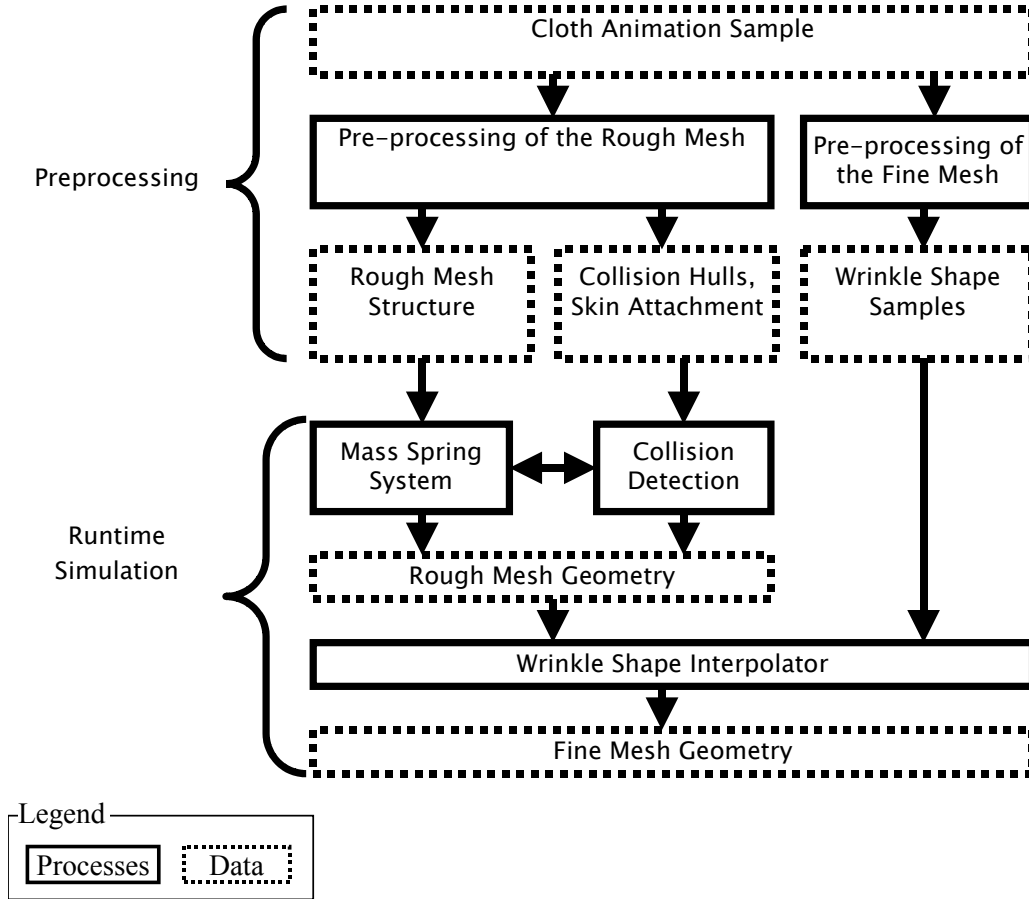 Cloth Animation Sample
Preprocessing
Pre-processing of the Rough Mesh
Pre-processing of
the Fine Mesh
Rough Mesh
Structure
Collision Hulls,
Skin Attachment
Wrinkle Shape
Samples
Runtime
Simulation
Mass Spring
System
Collision
Detection
Rough Mesh Geometry
Wrinkle Shape Interpolator
Fine Mesh Geometry
Legend
Processes
Data